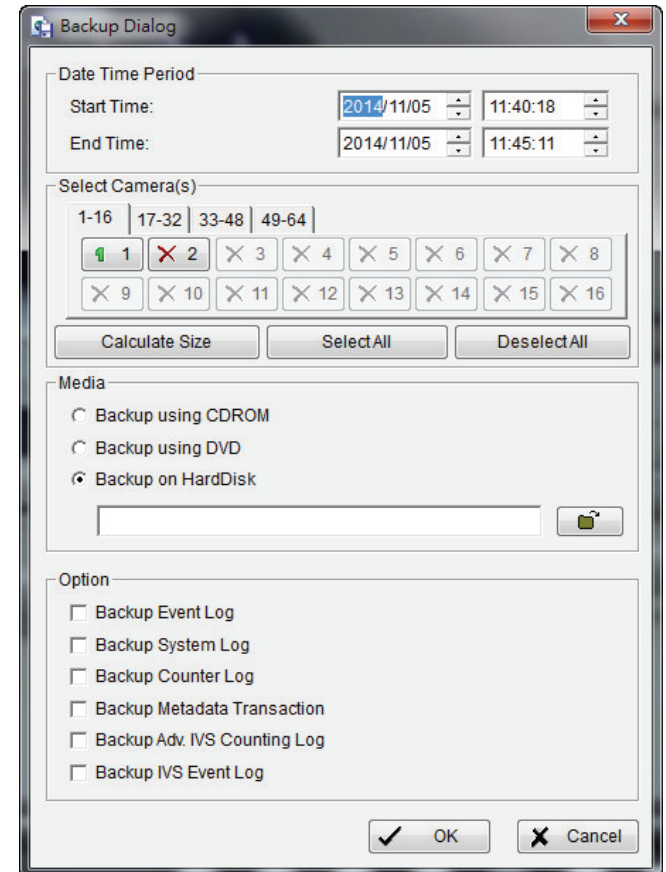 Backup Dialog
Date Time Period
Start Time: 2014/11/05 11:40:18
End Time: 2014/11/05 11:45:11
Select Camera(s)
1-16 17-32 33-48 49-64
1 2 3 4 5 6 7 8
9 10 11 12 13 14 15 16
Calculate Size Select All Deselect All
Media
Backup using CDROM
Backup using DVD
Backup on HardDisk
Option
Backup Event Log
Backup System Log
Backup Counter Log
Backup Metadata Transaction
Backup Adv. IVS Counting Log
Backup IVS Event Log
OK Cancel